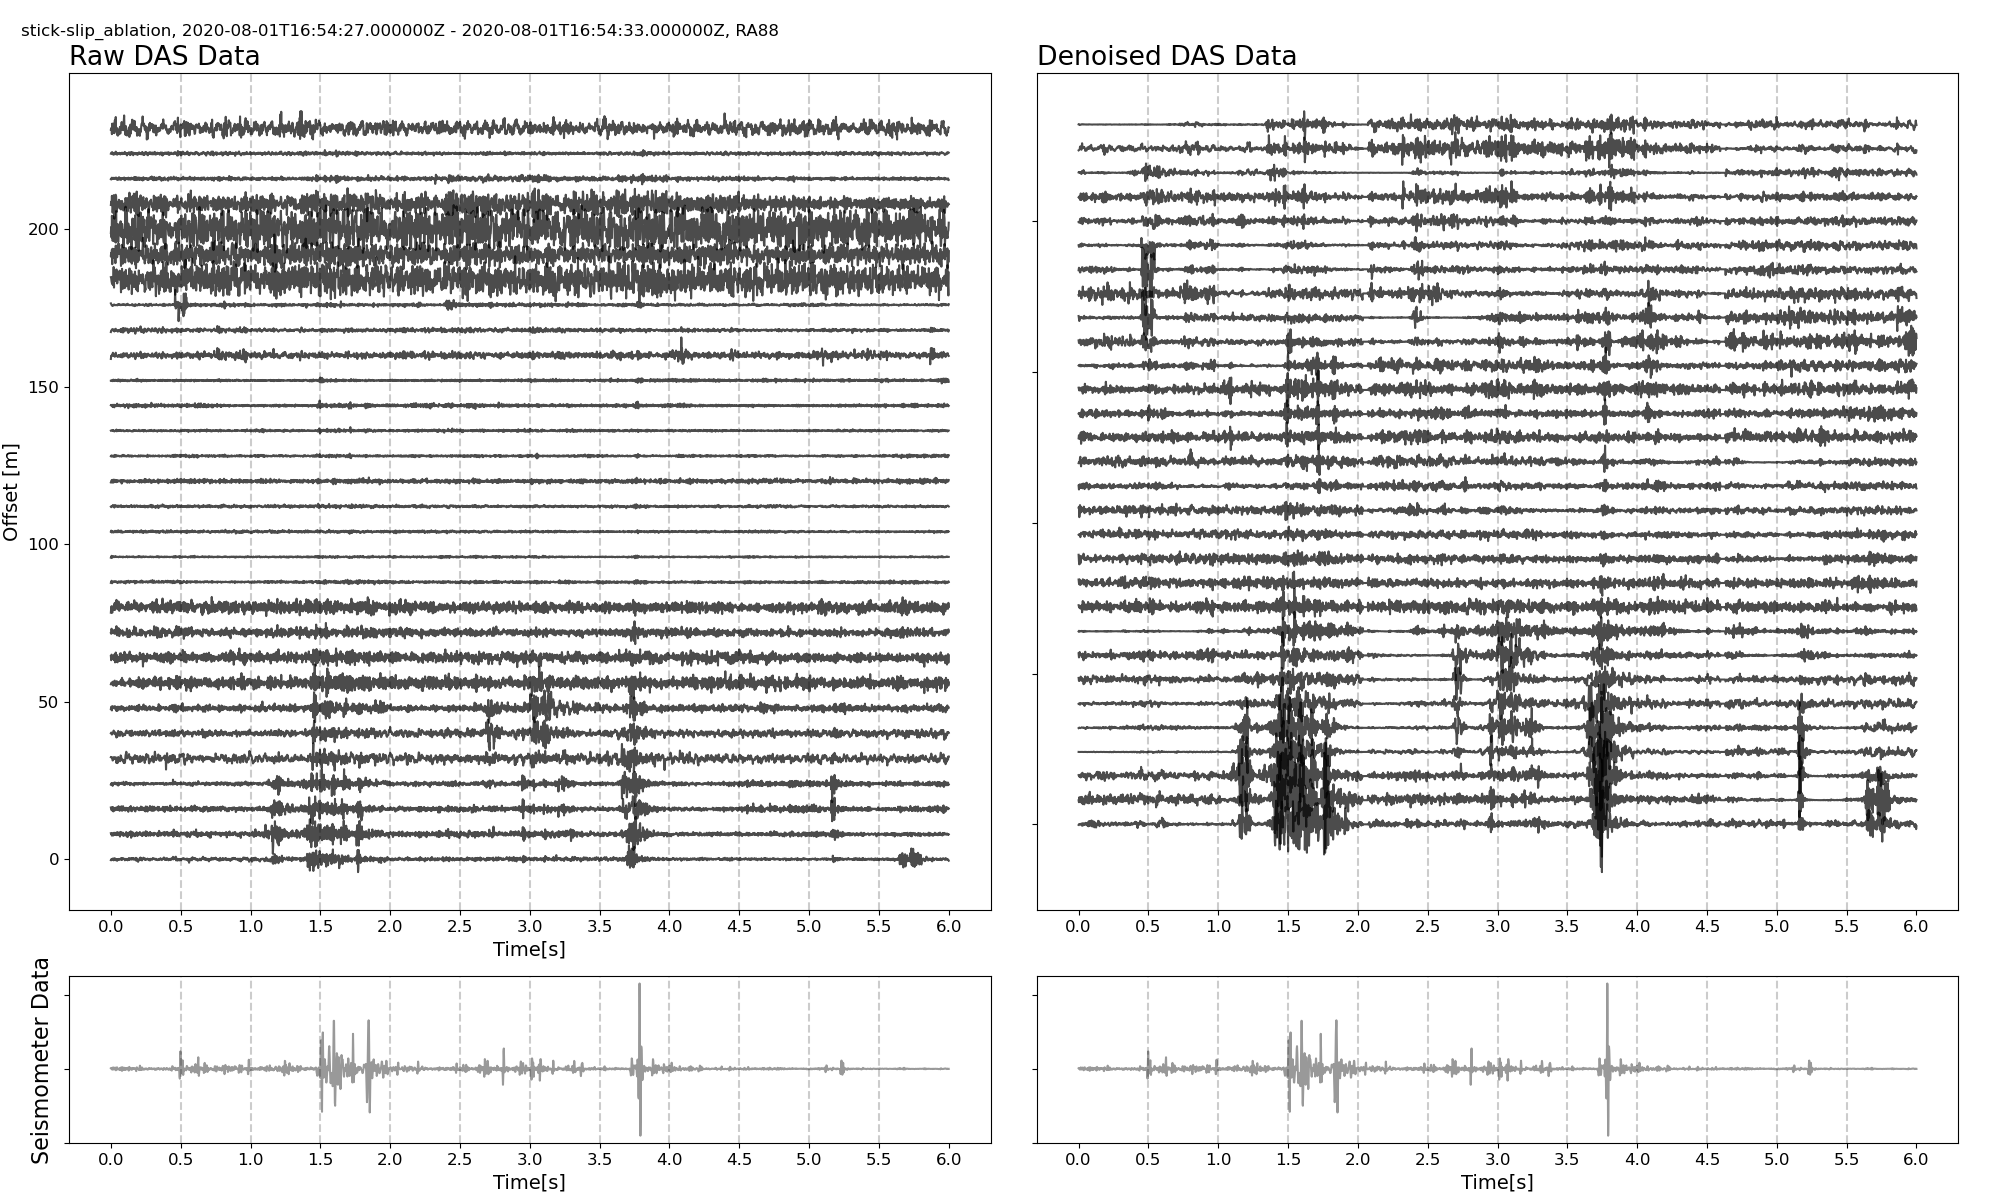 stick-slip_ablation, 2020-08-01T16:54:27.000000Z - 2020-08-01T16:54:33.000000Z, RA88
Raw DAS Data
Denoised DAS Data
Offset [m]
200
150
100
50
0
0.0 0.5 1.0 1.5 2.0 2.5 3.0 3.5 4.0 4.5 5.0 5.5 6.0
Time[s]
0.0 0.5 1.0 1.5 2.0 2.5 3.0 3.5 4.0 4.5 5.0 5.5 6.0
Seismometer Data
0.0 0.5 1.0 1.5 2.0 2.5 3.0 3.5 4.0 4.5 5.0 5.5 6.0
Time[s]
0.0 0.5 1.0 1.5 2.0 2.5 3.0 3.5 4.0 4.5 5.0 5.5 6.0
Time[s]